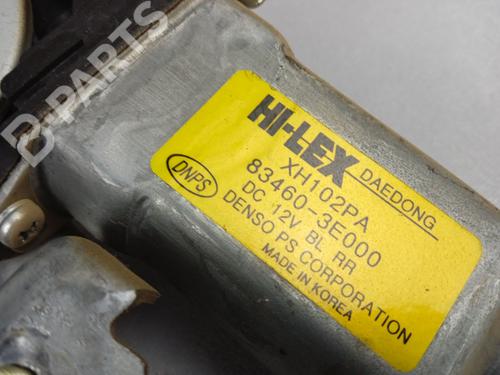 HI-LEX DAEDONG
XH102PA
83460-3E000
DNPS
DC 12V BL RR
DENSO PS CORPORATION
MADE IN KOREA
D-PARTS